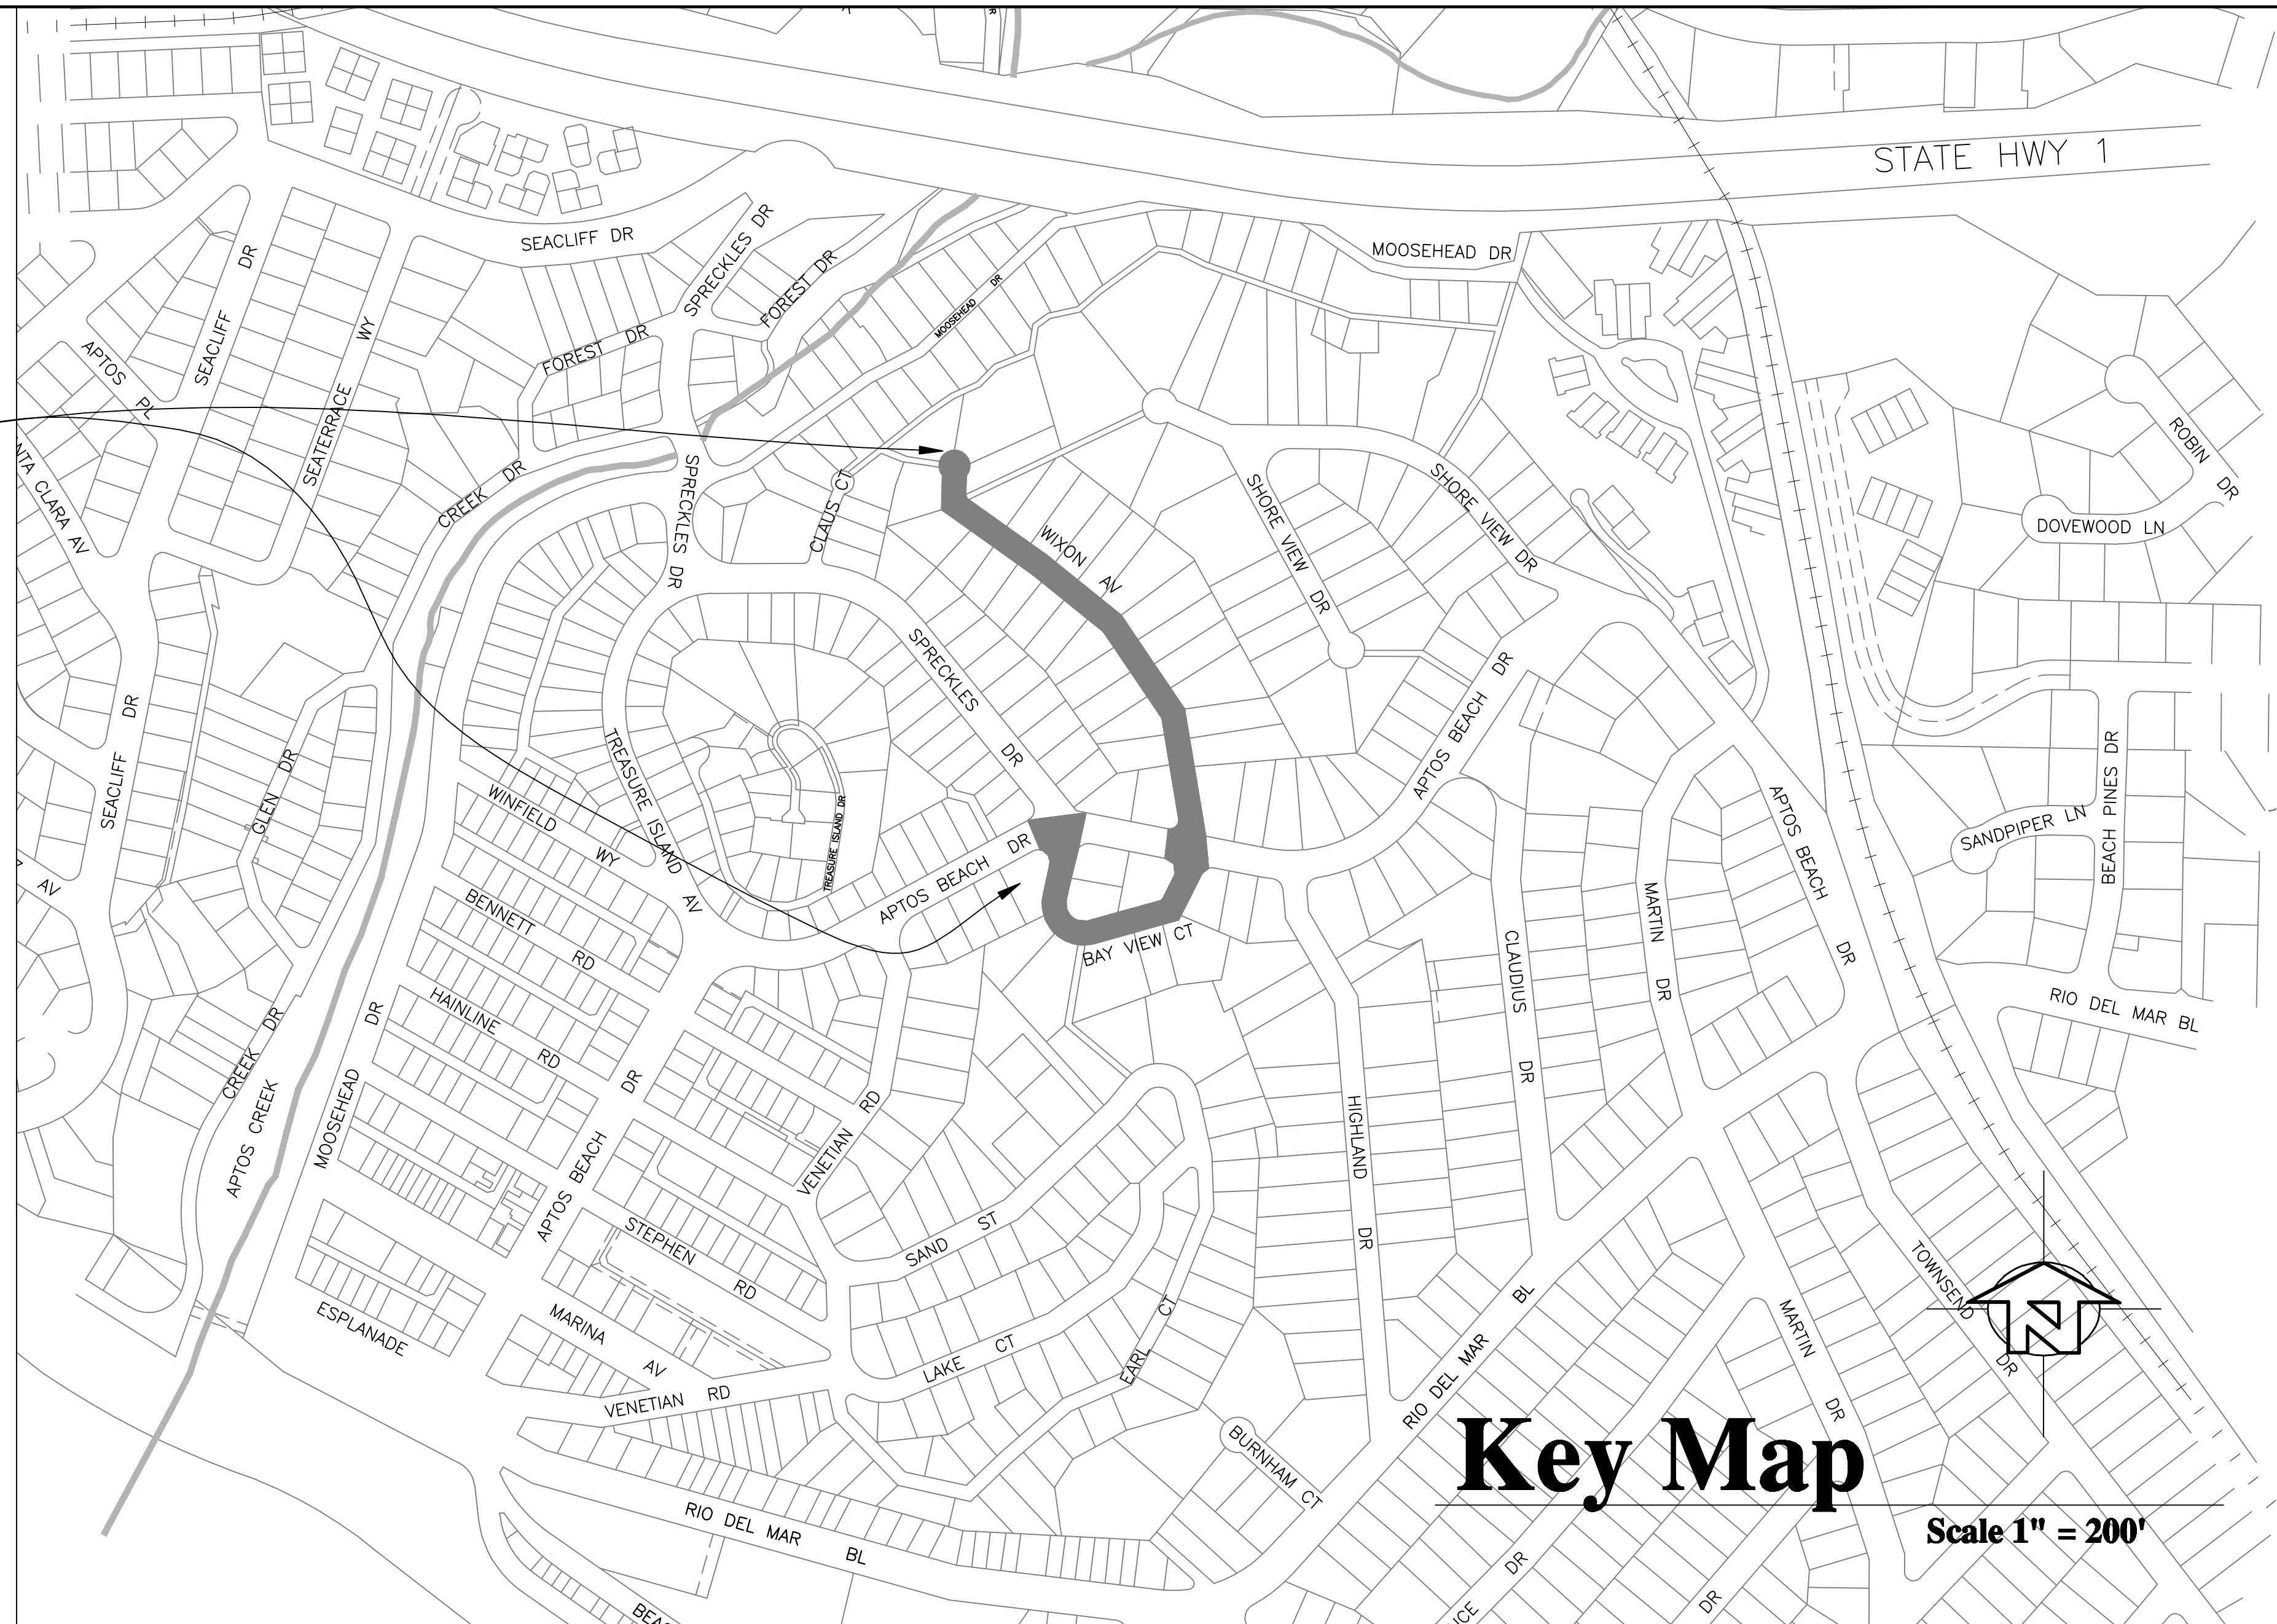 STATE HWY 1
SEACLIFF DR
SPRECKLES DR
FOREST DR
MOOSEHEAD DR
MOOSEHEAD DR
SEACLIFF DR
SEATERRACE WY
FOREST DR
APTOS PL
CLARA AV
CREEK DR
SPRECKLES DR
CLAUS CT
WIXON AV
SHORE VIEW DR
SHORE VIEW DR
ROBIN DR
DOVEWOOD LN
SPRECKLES DR
APTOS BEACH DR
SEACLIFF DR
GLEN DR
WINFIELD WY
TREASURE ISLAND AV
TREASURE ISLAND DR
APTOS BEACH DR
APTOS BEACH DR
SANDPIPER LN
BEACH PINES DR
AV
BENNETT RD
BAY VIEW CT
CLAUDIUS DR
MARTIN DR
HAINLINE RD
RIO DEL MAR BL
CREEK DR
APTOS CREEK
MOOSEHEAD DR
APTOS BEACH DR
VENETIAN RD
HIGHLAND DR
SAND ST
STEPHEN RD
TOWNSEND DR
ESPLANADE
MARINA AV
LAKE CT
EARL CT
RIO DEL MAR BL
MARTIN DR
VENETIAN RD
BURNHAM CT
Key Map
RIO DEL MAR BL
Scale 1" = 200'
DR
DR
N